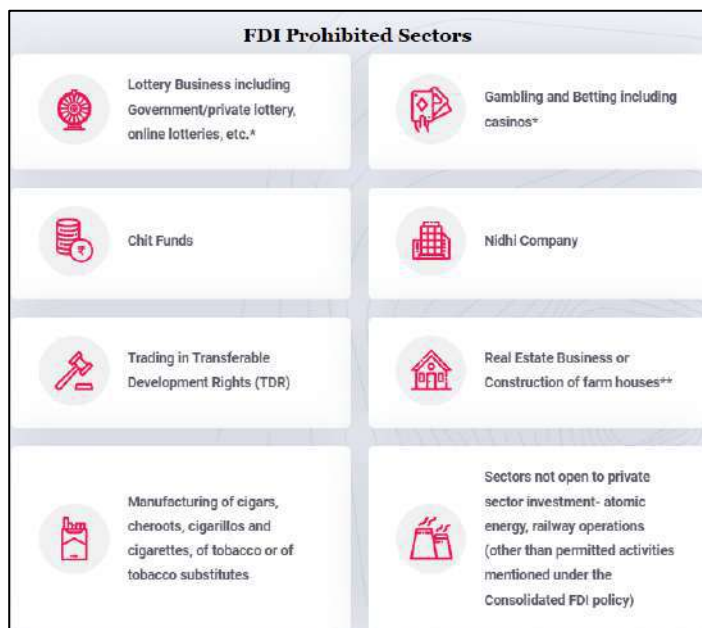 FDI Prohibited Sectors
Lottery Business including
Government/private lottery,
online lotteries, etc.*
Gambling and Betting including
casinos*
Chit Funds
Nidhi Company
Trading in Transferable
Development Rights (TDR)
Real Estate Business or
Construction of farm houses**
Manufacturing of cigars,
cheroots, cigarillos and
cigarettes, of tobacco or of
tobacco substitutes
Sectors not open to private
sector investment- atomic
energy, railway operations
(other than permitted activities
mentioned under the
Consolidated FDI policy)